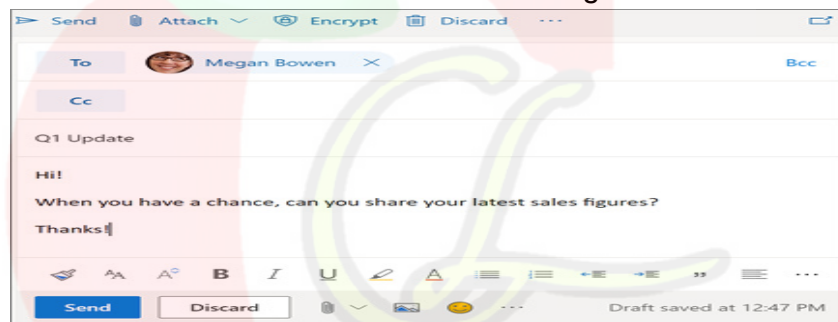 Send Attach Encrypt Discard ...
To Megan Bowen Bcc
Cc
Q1 Update
Hi!
When you have a chance, can you share your latest sales figures?
Thanks!
B I U A
Send Discard ... Draft saved at 12:47 PM